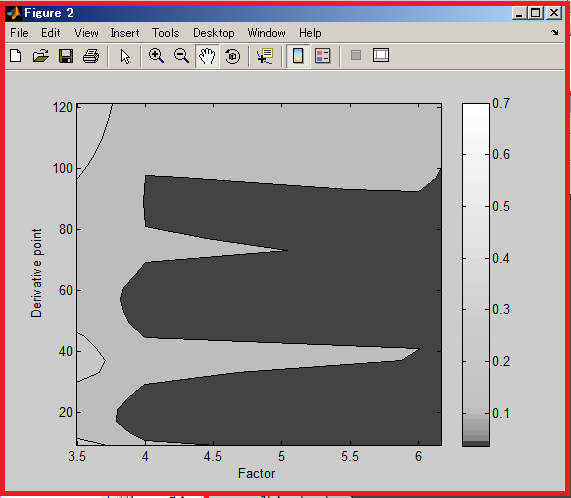 Figure 2
File Edit View Insert Tools Desktop Window Help
120
100
80
60
40
20
Derivative point
3.5 4 4.5 5 5.5 6
Factor
0.7
0.6
0.5
0.4
0.3
0.2
0.1